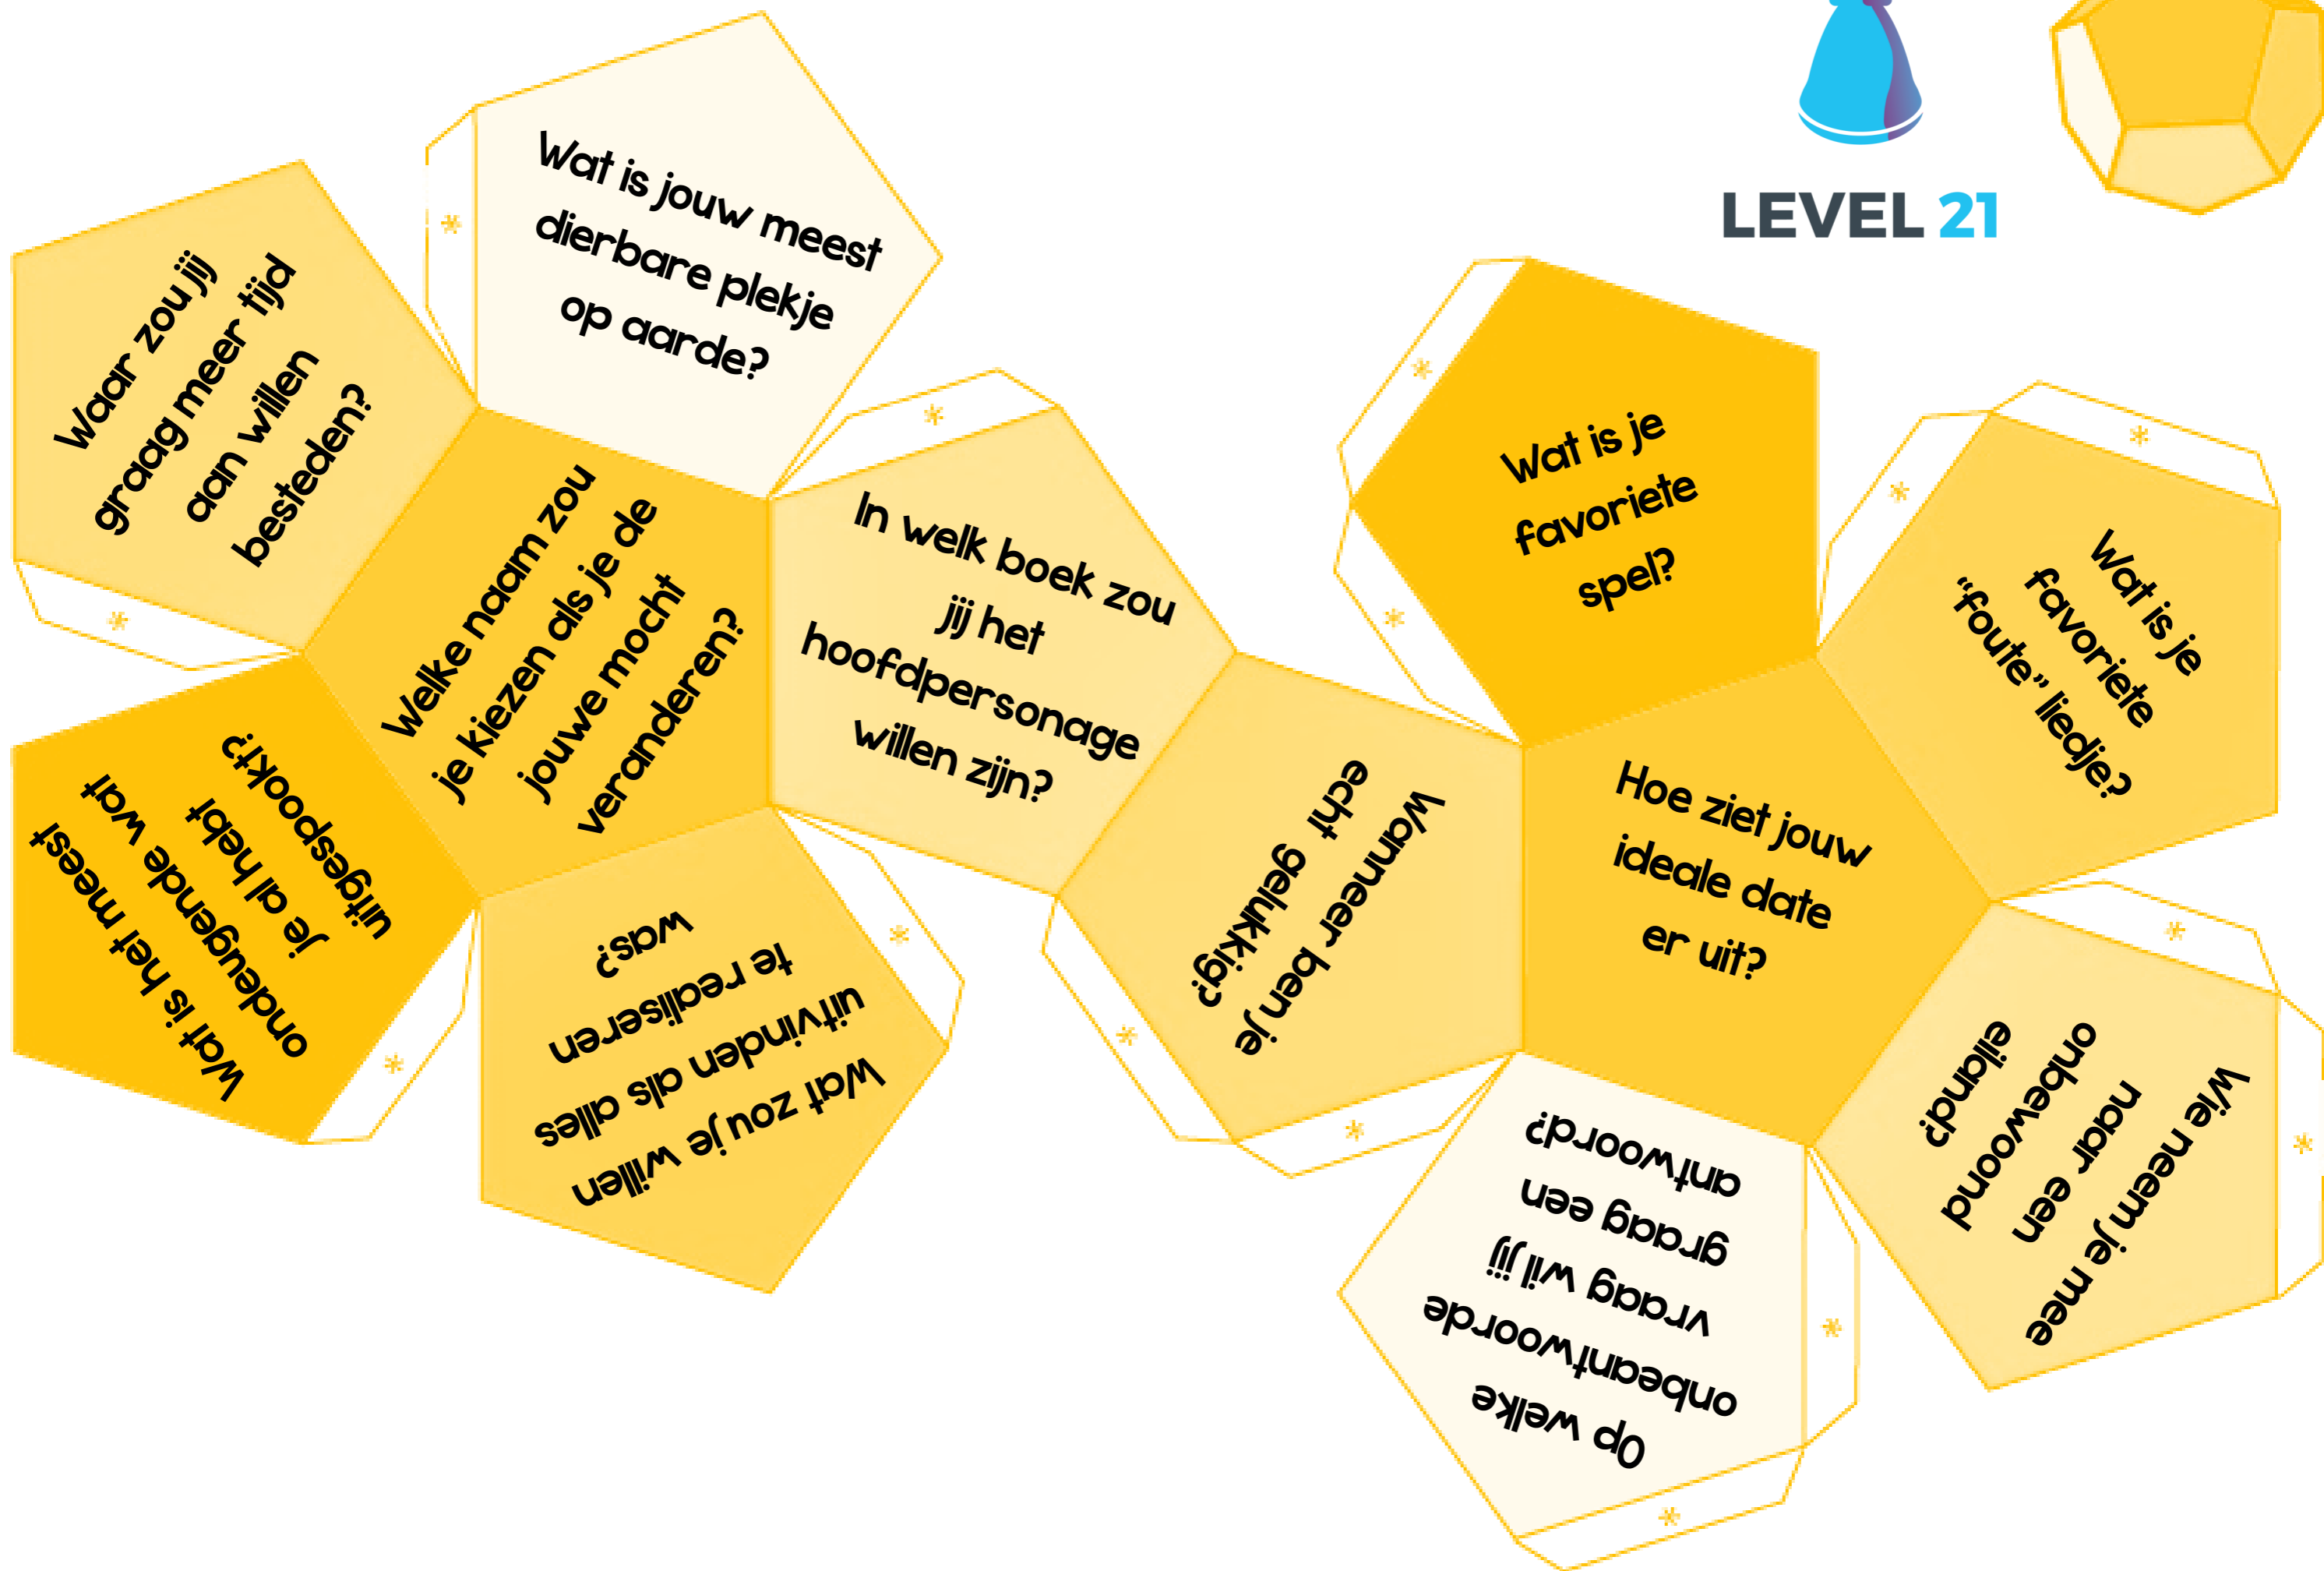 LEVEL 21
Wat is jouw meest
dierbare plekje
op aarde?
Waar zou jij
graag meer tijd
aan willen
besteden?
Welke naam zou
je kiezen als je de
jouwe mocht
veranderen?
In welk boek zou
jij het
hoofdpersonage
willen zijn?
Wat is het meest
ondeugende wat
je al hebt
uitgespookt?
Wat zou je willen
uitvinden als alles
te realiseren
was?
Wanneer ben je
echt gelukkig?
Wat is je
favoriete
spel?
Wat is je
favoriete
“foute” liedje?
Hoe ziet jouw
ideale date
er uit?
Wie neem je mee
naar een
onbewoond
eiland?
Op welke
onbeantwoorde
vraag wil jij
graag een
antwoord?